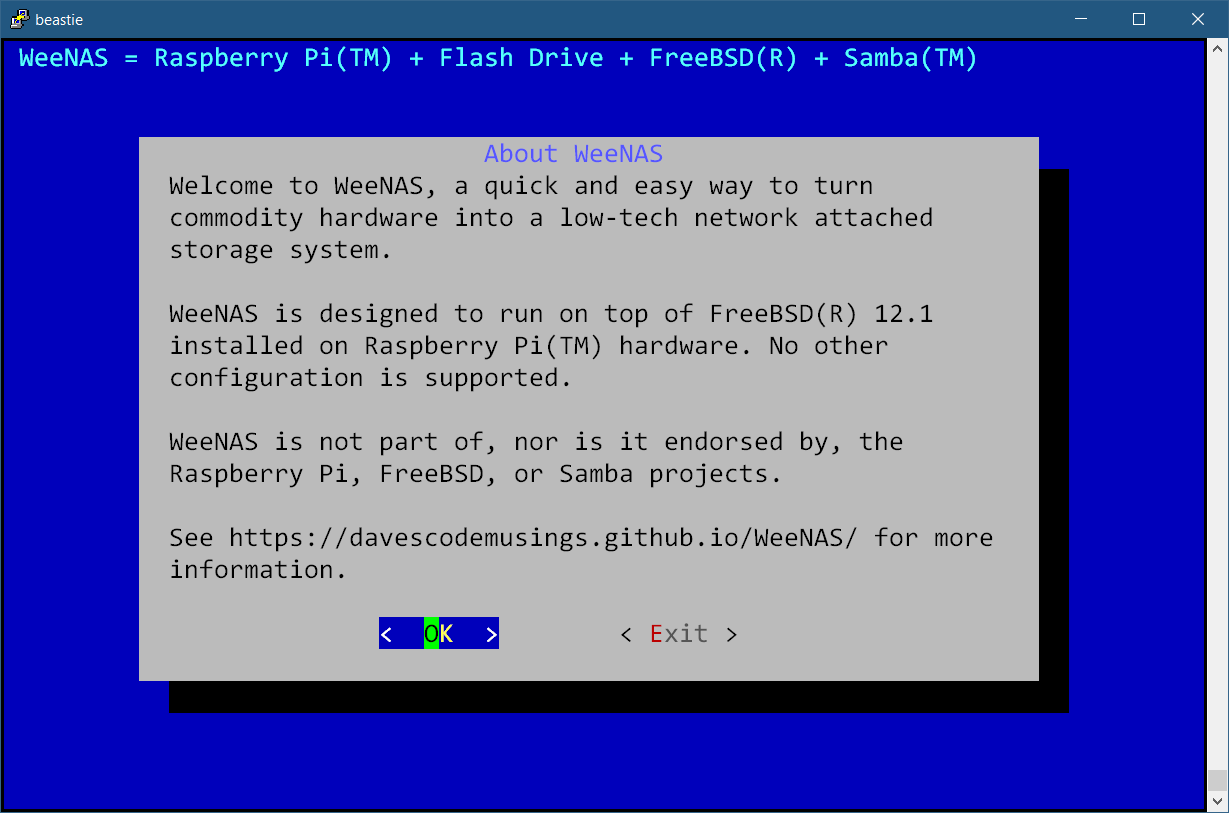 beastie
WeeNAS = Raspberry Pi(TM) + Flash Drive + FreeBSD(R) + Samba(TM)
About WeeNAS
Welcome to WeeNAS, a quick and easy way to turn
commodity hardware into a low-tech network attached
storage system.
WeeNAS is designed to run on top of FreeBSD(R) 12.1
installed on Raspberry Pi(TM) hardware. No other
configuration is supported.
WeeNAS is not part of, nor is it endorsed by, the
Raspberry Pi, FreeBSD, or Samba projects.
See https://davescodemusings.github.io/WeeNAS/ for more
information.
<  OK  > < Exit >